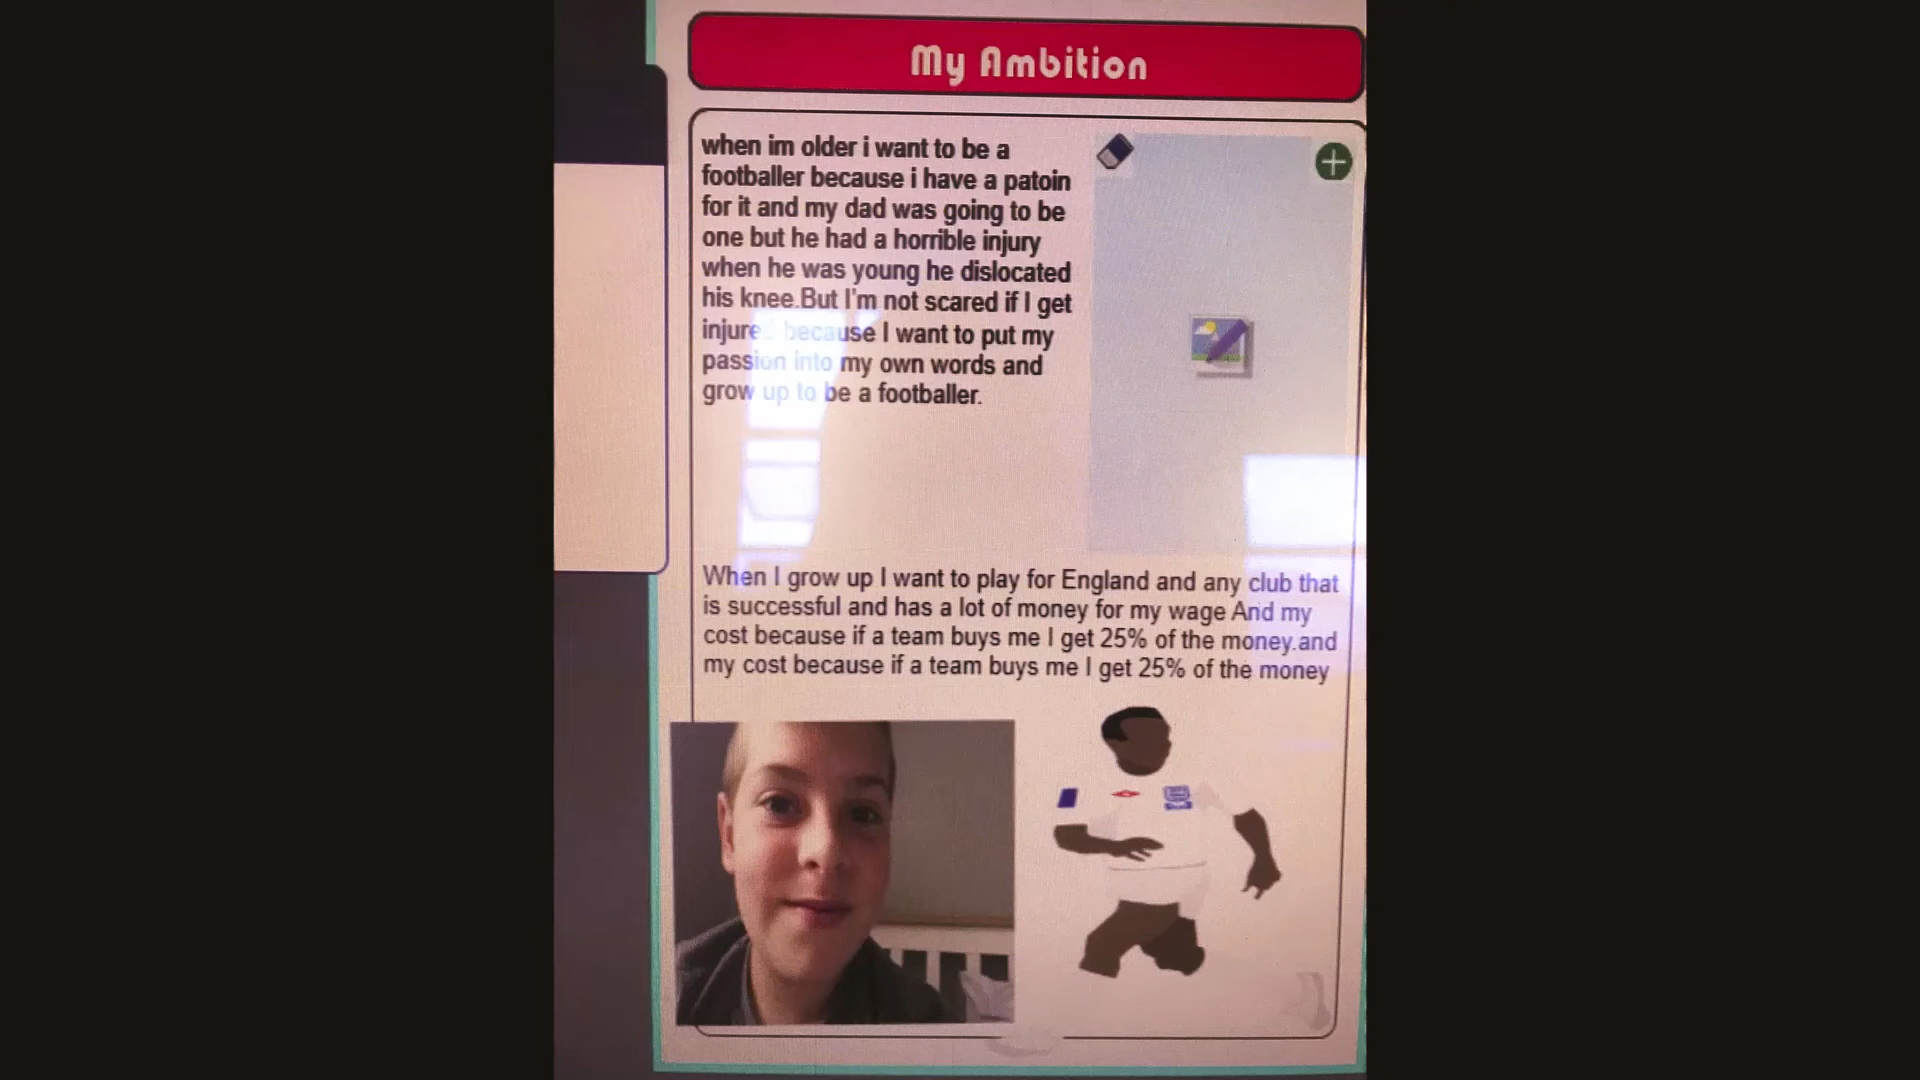 My Ambition
when im older i want to be a
footballer because i have a patoin
for it and my dad was going to be
one but he had a horrible injury
when he was young he dislocated
his knee.But I'm not scared if I get
injured because I want to put my
passion into my own words and
grow up to be a footballer.
When I grow up I want to play for England and any club that
is successful and has a lot of money for my wage And my
cost because if a team buys me I get 25% of the money.and
my cost because if a team buys me I get 25% of the money